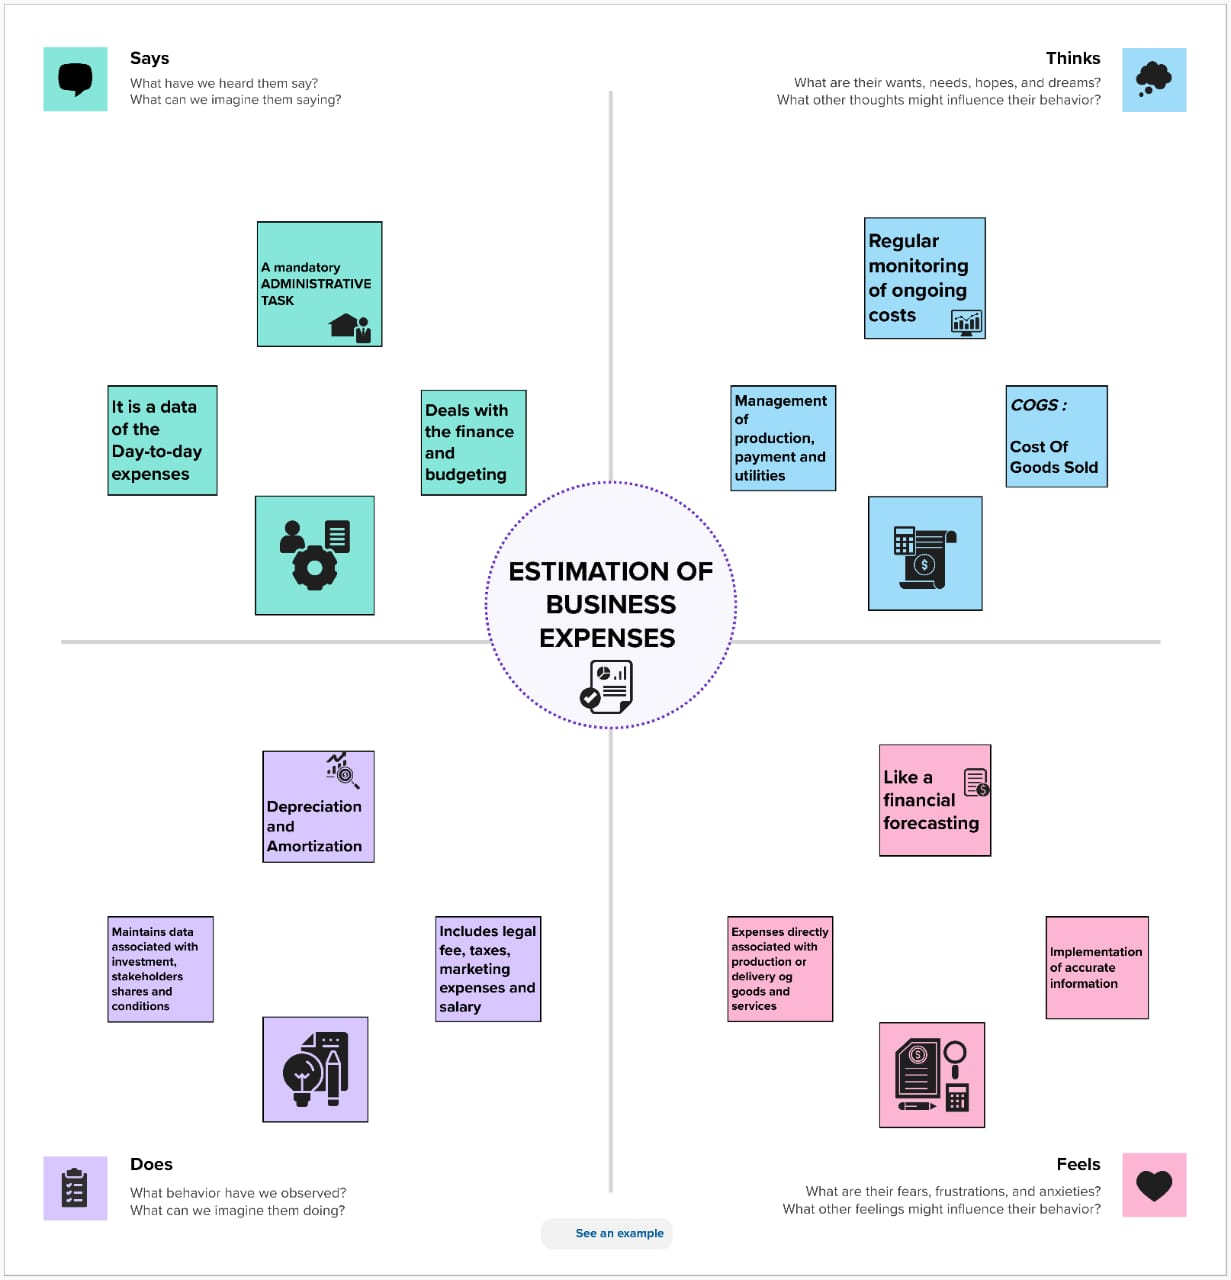 Says
What have we heard them say?
What can we imagine them saying?
Thinks
What are their wants, needs, hopes, and dreams?
What other thoughts might influence their behavior?
A mandatory
ADMINISTRATIVE
TASK
It is a data
of the
Day-to-day
expenses
Deals with
the finance
and
budgeting
Regular
monitoring
of ongoing
costs
Management
of
production,
payment and
utilities
COGS :
Cost Of
Goods Sold
$
ESTIMATION OF
BUSINESS
EXPENSES
Depreciation
and
Amortization
Maintains data
associated with
investment,
stakeholders
shares and
conditions
Includes legal
fee, taxes,
marketing
expenses and
salary
Like a
financial
forecasting
Expenses directly
associated with
production or
delivery og
goods and
services
Implementation
of accurate
information
$
Does
What behavior have we observed?
What can we imagine them doing?
Feels
What are their fears, frustrations, and anxieties?
What other feelings might influence their behavior?
See an example